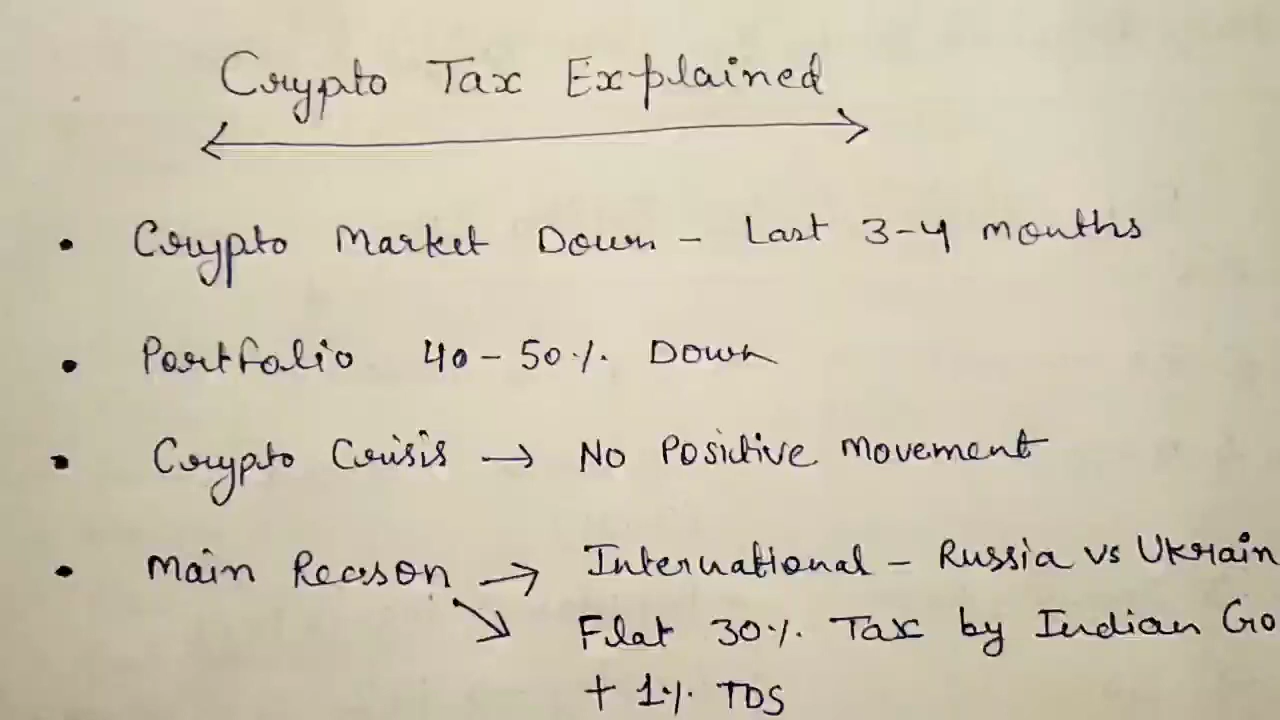 Crypto Tax Explained
• Crypto Market Down - Last 3-4 months
• Portfolio 40-50% Down
• Crypto Crisis → No Positive Movement
• Main Reason → International - Russia vs Ukrain
Flat 30% Tax by Indian Go
+ 1% TDS